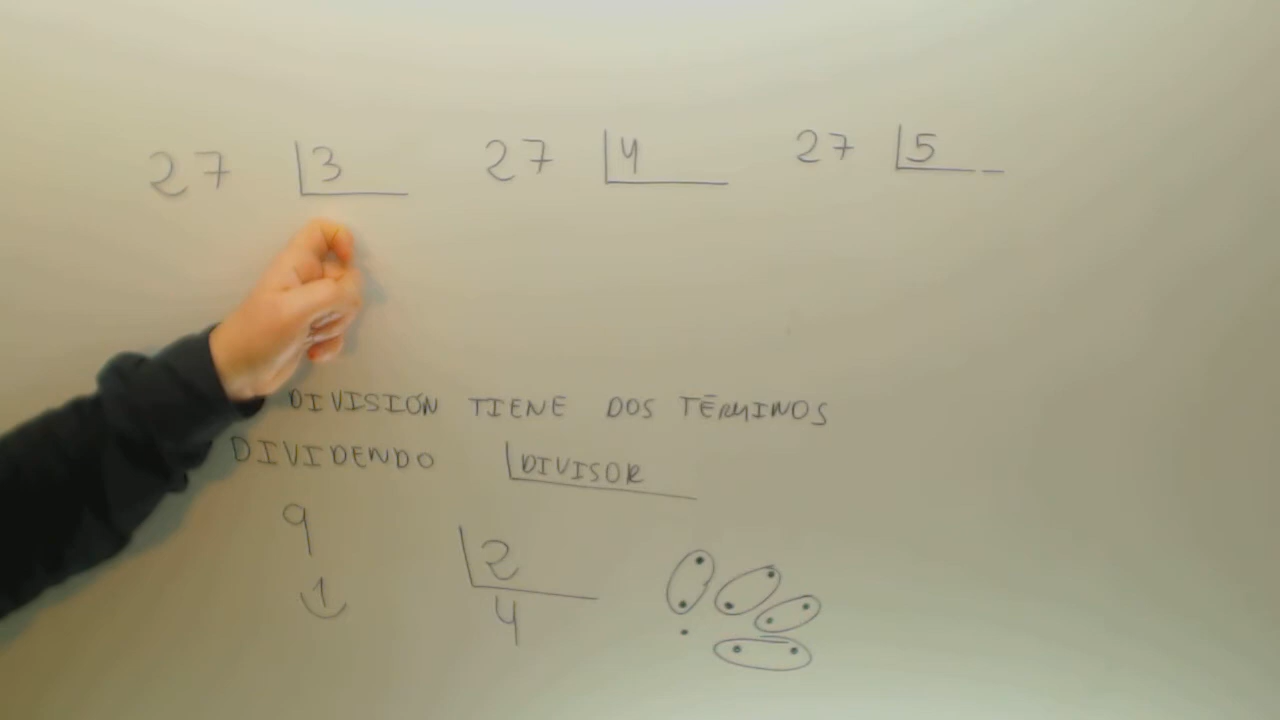 27 3 27 4 27 5
DIVISIÓN TIENE DOS TÉRMINOS
DIVIDENDO DIVISOR
9 2
1 4